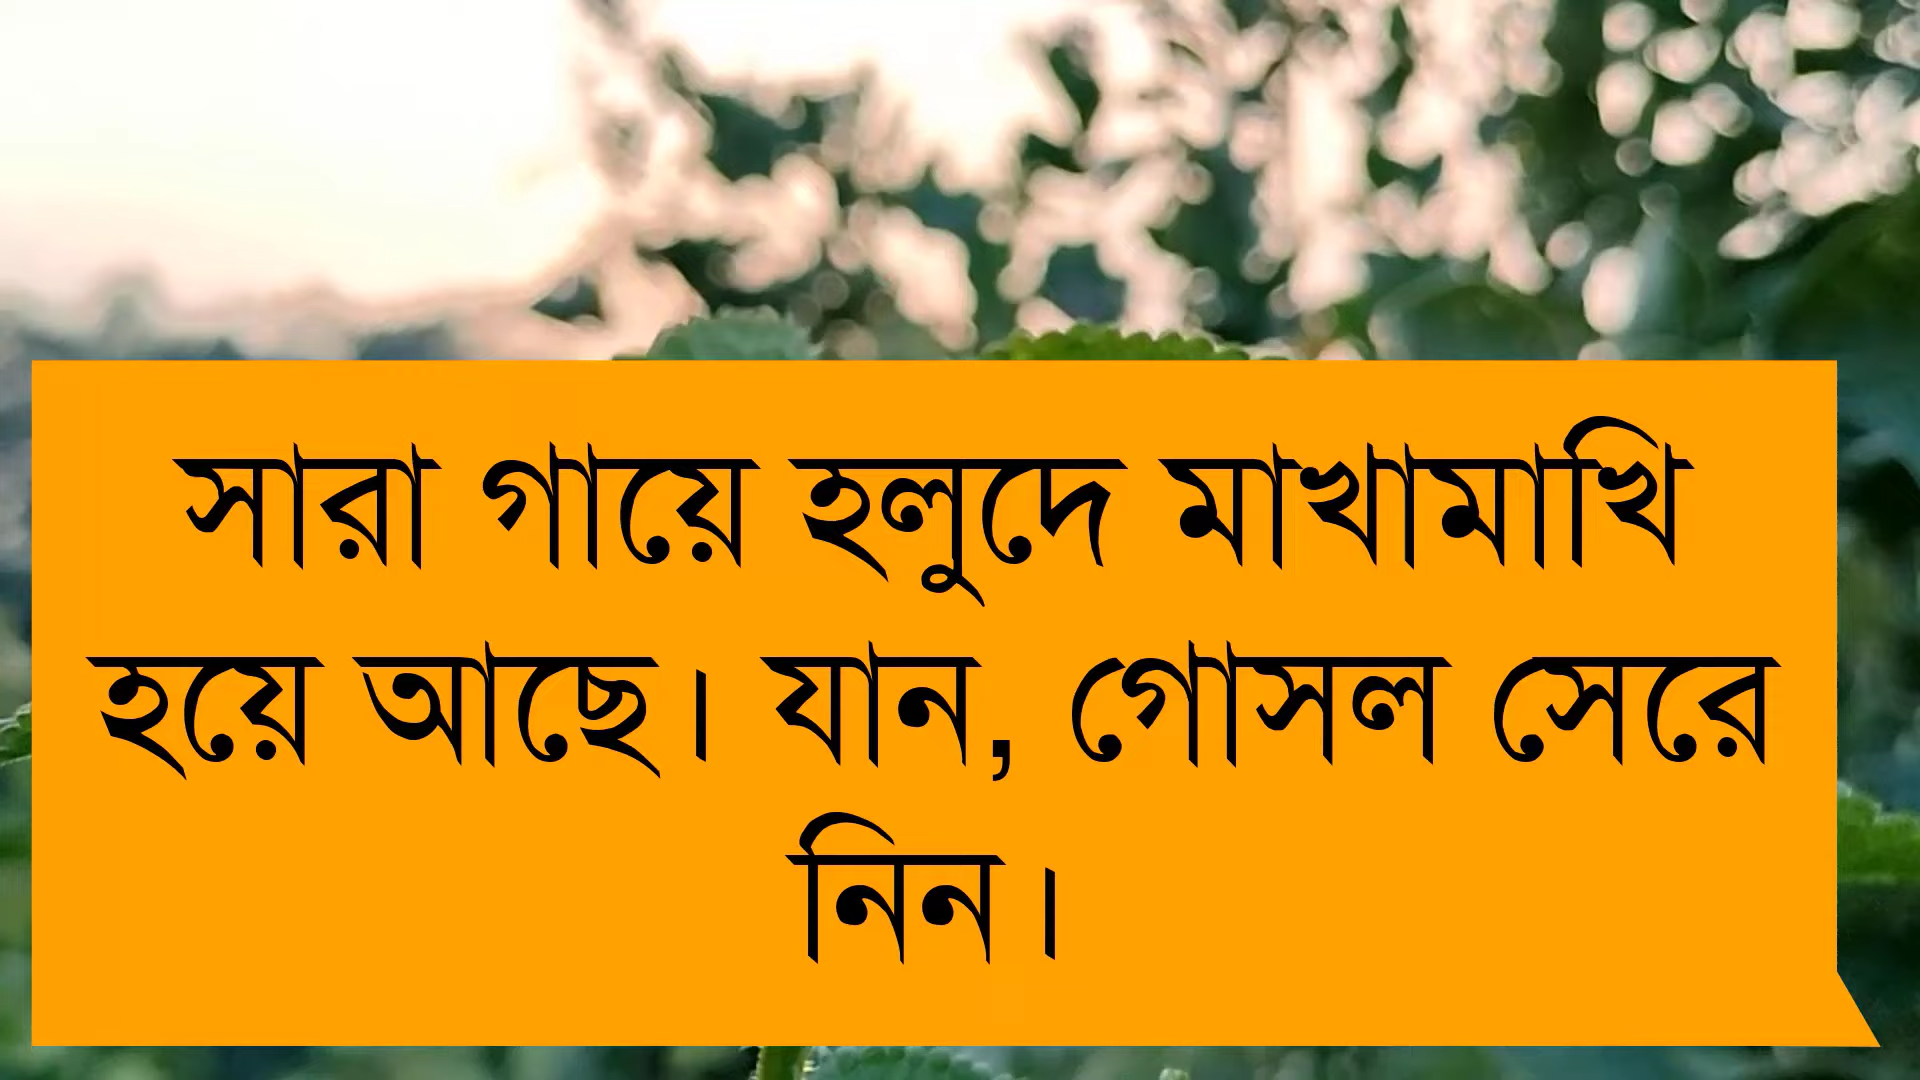 সারা গায়ে হলুদে মাখামাখি
হয়ে আছে। যান, গোসল সেরে
নিন।